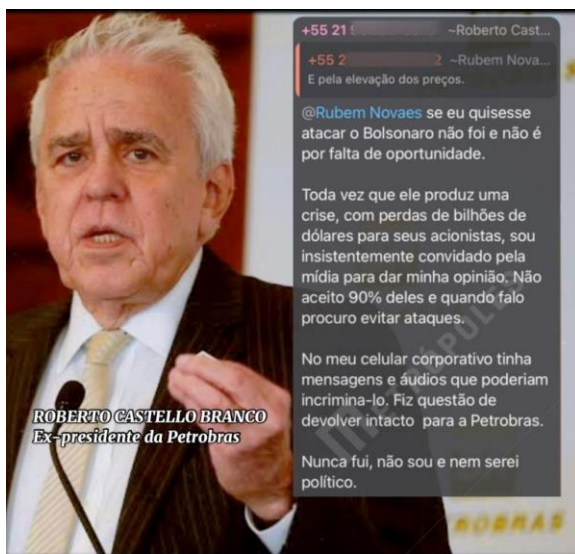 +55 21 ~Roberto Cast...
+55 2 2 ~Rubem Nova...
E pela elevação dos preços.
@Rubem Novaes se eu quisesse
atacar o Bolsonaro não foi e não é
por falta de oportunidade.
Toda vez que ele produz uma
crise, com perdas de bilhões de
dólares para seus acionistas, sou
insistentemente convidado pela
mídia para dar minha opinião. Não
aceito 90% deles e quando falo
procuro evitar ataques.
No meu celular corporativo tinha
mensagens e áudios que poderiam
incrimina-lo. Fiz questão de
devolver intacto para a Petrobras.
Nunca fui, não sou e nem serei
político.
ROBERTO CASTELLO BRANCO
Ex-presidente da Petrobras
METRÓPOLES
ROBRAS